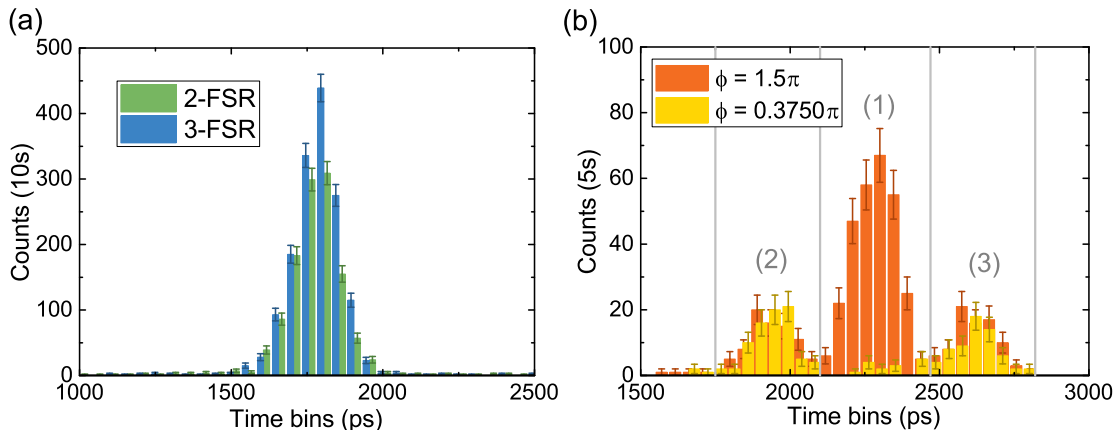 (a)
Counts (10s)
500
400
300
200
100
0
2-FSR
3-FSR
1000
1500
2000
2500
Time bins (ps)
(b)
Counts (5s)
100
80
60
40
20
0
ϕ = 1.5π
ϕ = 0.3750π
(1)
(2)
(3)
1500
2000
2500
3000
Time bins (ps)